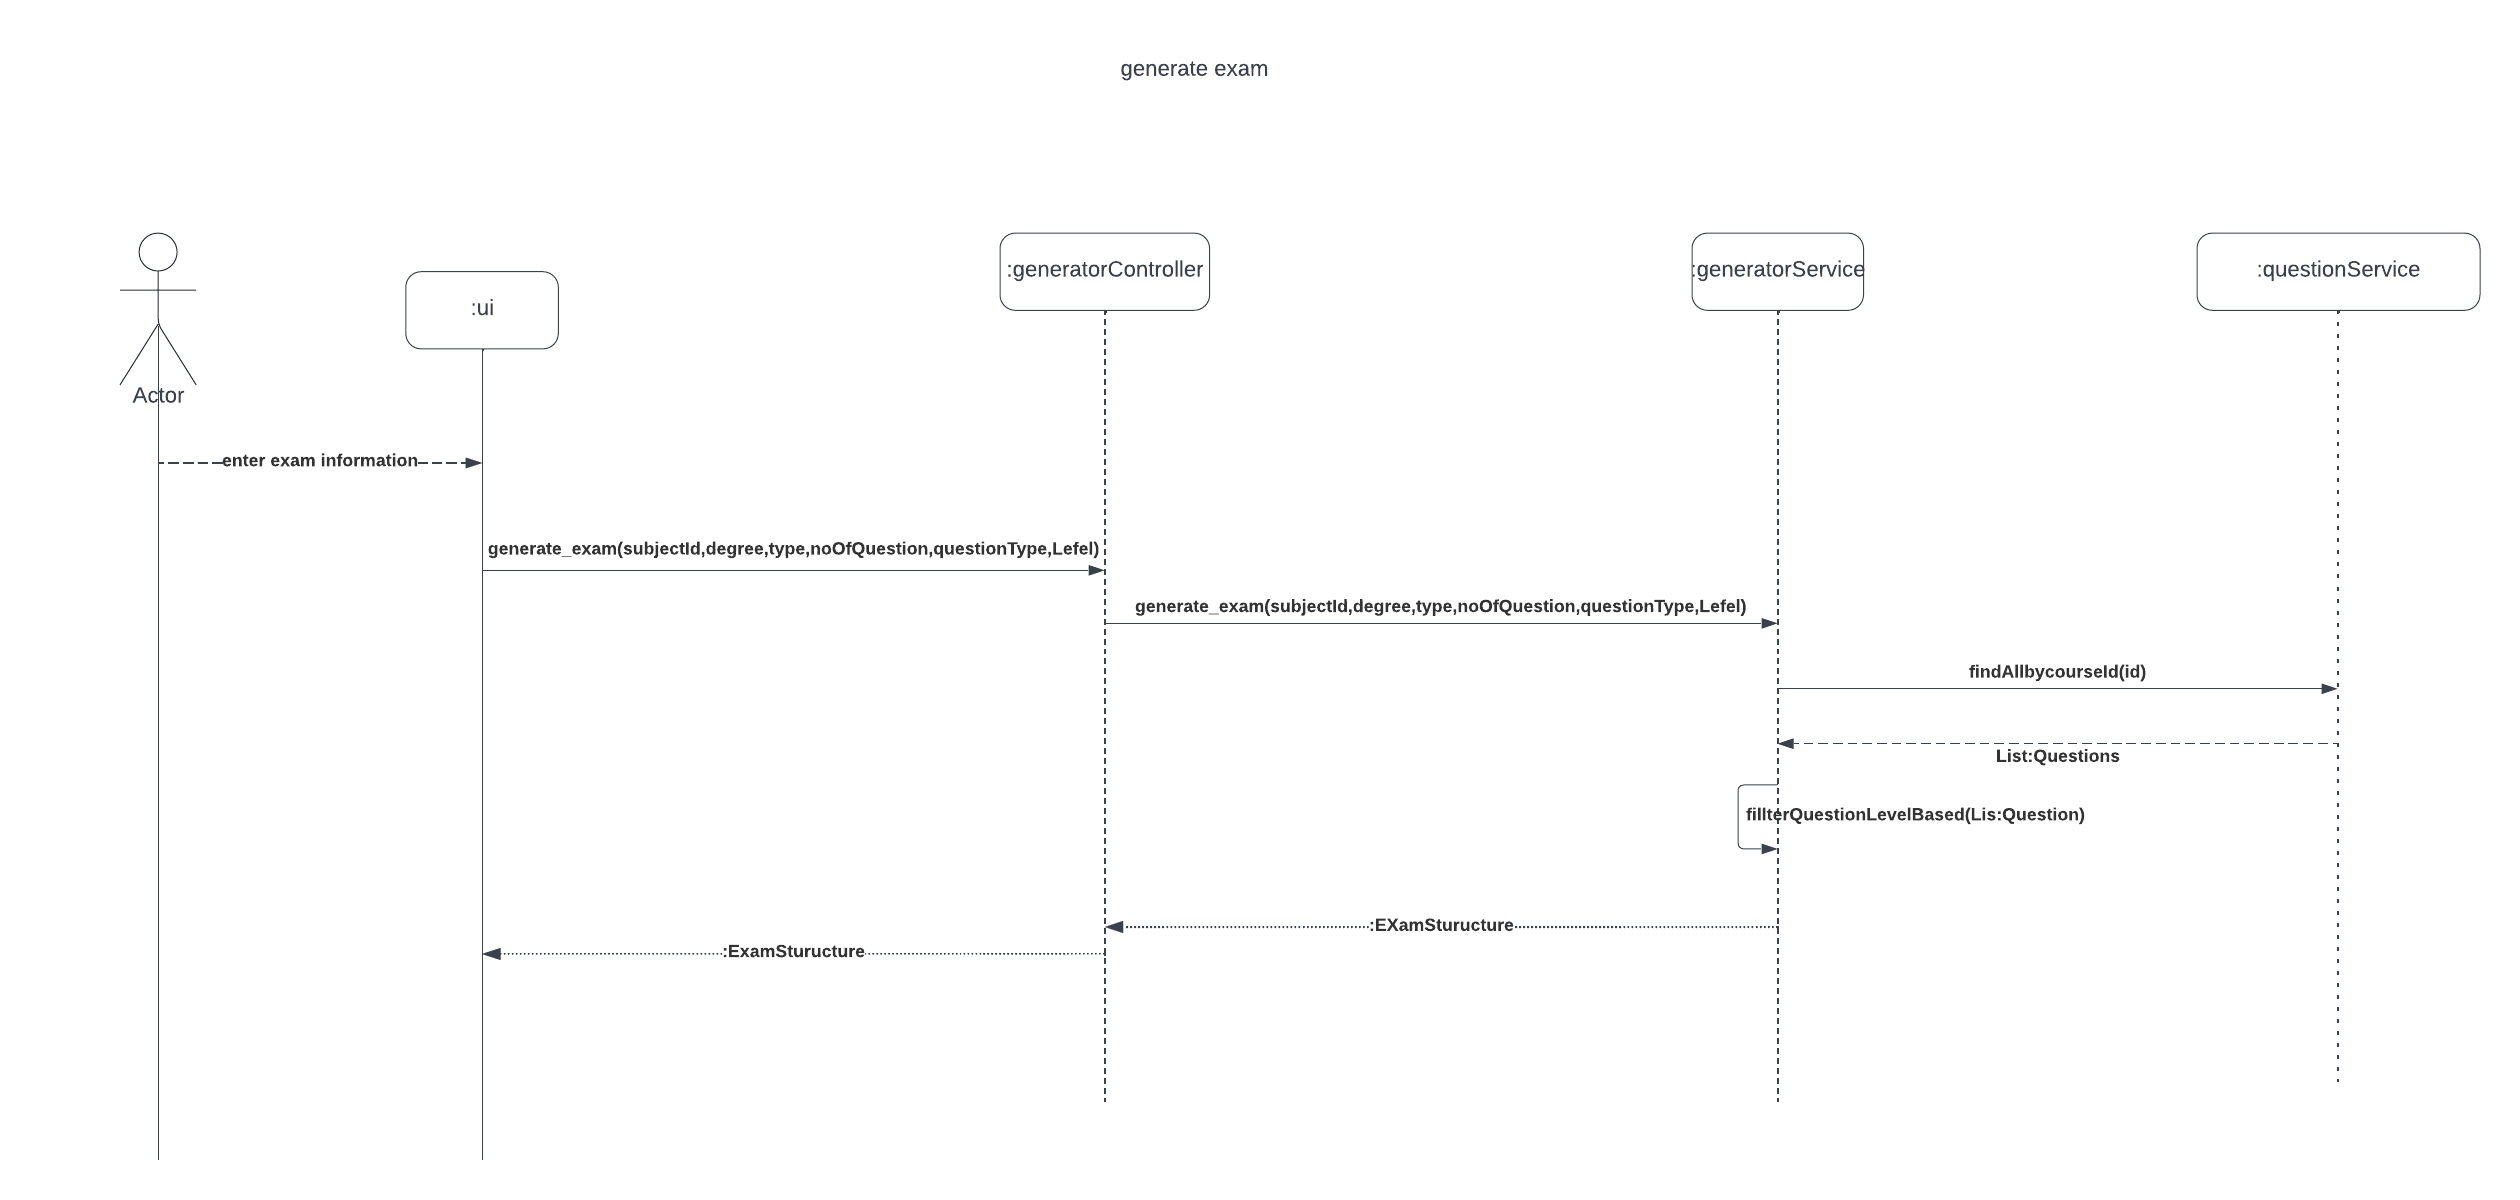 generate exam
:generatorController
:generatorService
:questionService
:ui
Actor
enter exam information
generate_exam(subjectId,degree,type,noOfQuestion,questionType,Lefel)
generate_exam(subjectId,degree,type,noOfQuestion,questionType,Lefel)
findAllbycourseId(id)
List:Questions
fillterQuestionLevelBased(Lis:Question)
:EXamSturucture
:ExamSturucture